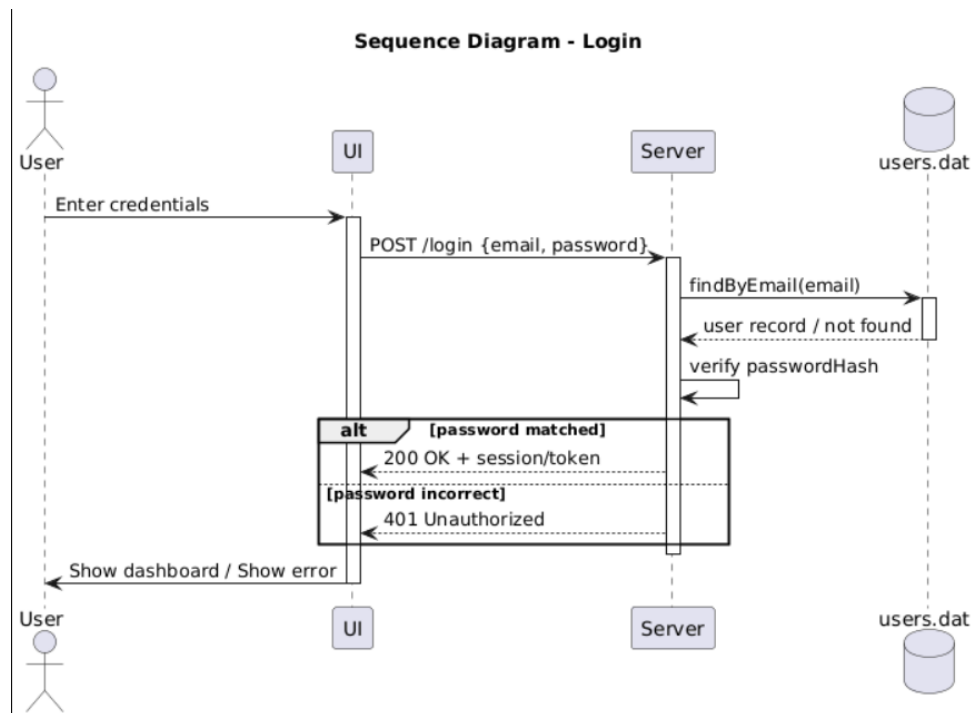 Sequence Diagram - Login
User
UI
Server
users.dat
Enter credentials
POST /login {email, password}
findByEmail(email)
user record / not found
verify passwordHash
alt
[password matched]
200 OK + session/token
[password incorrect]
401 Unauthorized
Show dashboard / Show error
User
UI
Server
users.dat